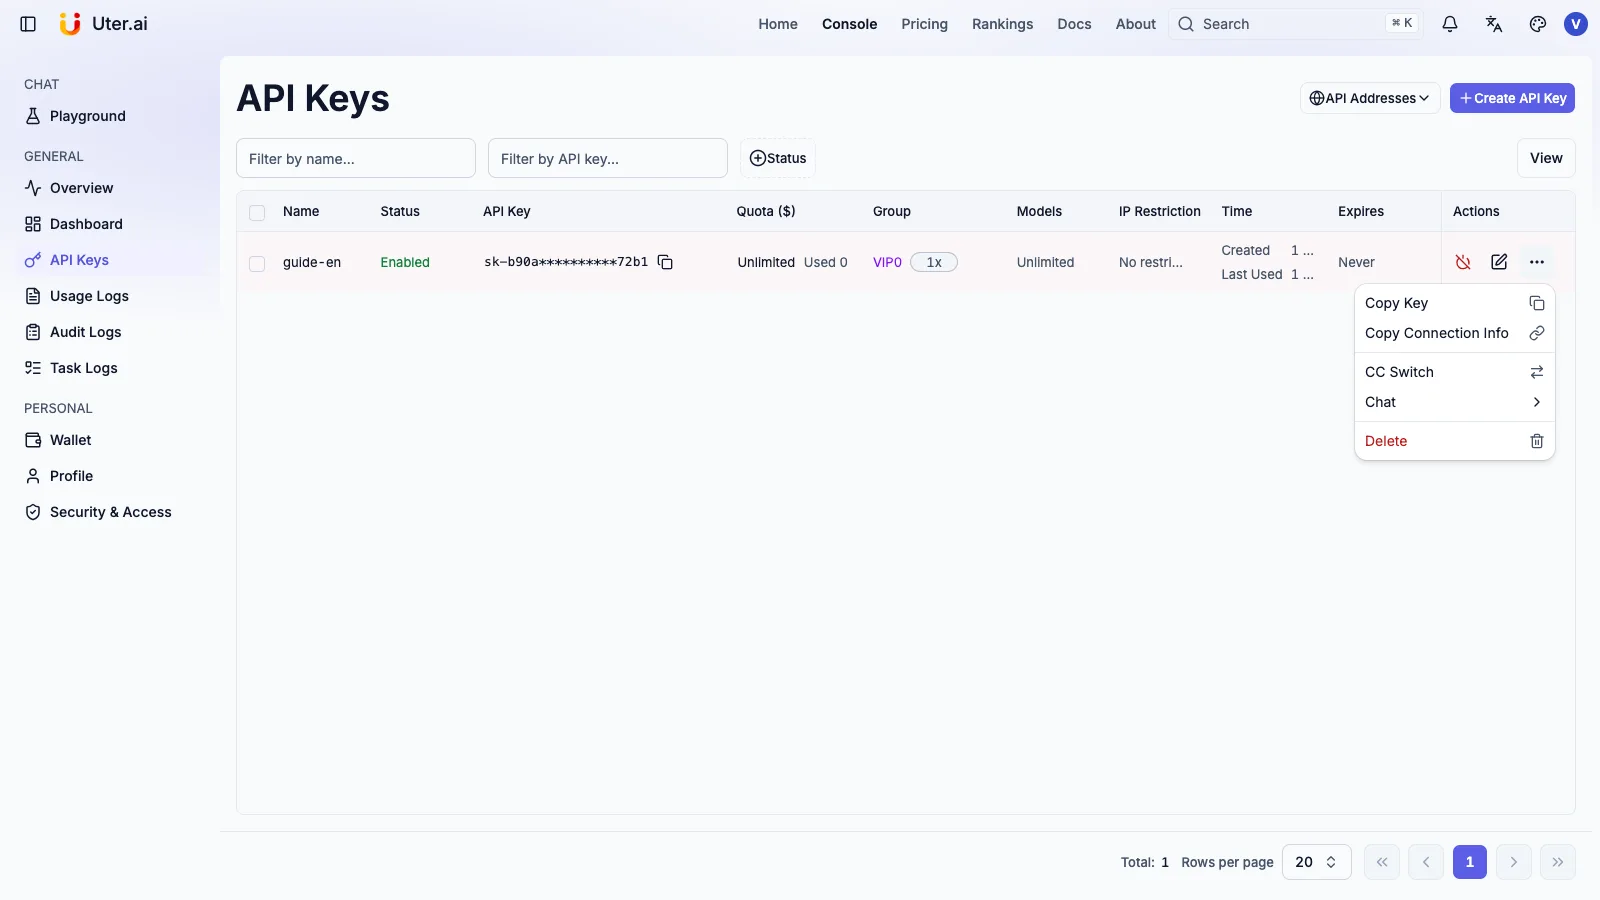 Uter.ai
Home Console Pricing Rankings Docs About Search ⌘ K V
CHAT
Playground
GENERAL
Overview
Dashboard
API Keys
Usage Logs
Audit Logs
Task Logs
PERSONAL
Wallet
Profile
Security & Access
API Keys
API Addresses
Create API Key
Filter by name...
Filter by API key...
Status
View
Name Status API Key Quota ($) Group Models IP Restriction Time Expires Actions
guide-en Enabled sk-b90a**********72b1 Unlimited Used 0 VIP0 1x Unlimited No restri... Created 1 ... Never
Last Used 1 ...
Copy Key
Copy Connection Info
CC Switch
Chat
Delete
Total: 1 Rows per page 20 « ‹ 1 › »